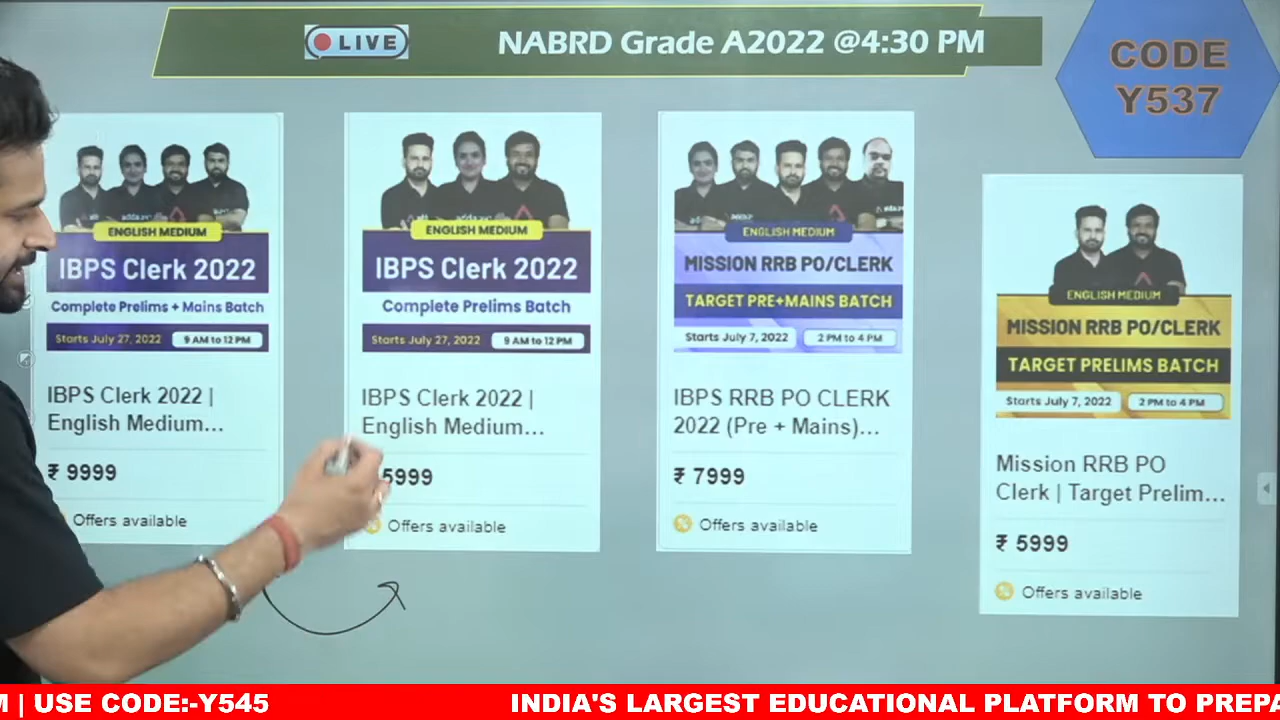 LIVE
NABRD Grade A2022 @4:30 PM
CODE
Y537
ENGLISH MEDIUM
IBPS Clerk 2022
Complete Prelims + Mains Batch
Starts July 27, 2022
9 AM to 12 PM
IBPS Clerk 2022 |
English Medium...
₹ 9999
Offers available
ENGLISH MEDIUM
IBPS Clerk 2022
Complete Prelims Batch
Starts July 27, 2022
9 AM to 12 PM
IBPS Clerk 2022 |
English Medium...
5999
Offers available
ENGLISH MEDIUM
MISSION RRB PO/CLERK
TARGET PRE+MAINS BATCH
Starts July 7, 2022
2 PM to 4 PM
IBPS RRB PO CLERK
2022 (Pre + Mains)...
₹ 7999
Offers available
ENGLISH MEDIUM
MISSION RRB PO/CLERK
TARGET PRELIMS BATCH
Starts July 7, 2022
2 PM to 4 PM
Mission RRB PO
Clerk | Target Prelim...
₹ 5999
Offers available
M | USE CODE:-Y545 INDIA'S LARGEST EDUCATIONAL PLATFORM TO PREPA